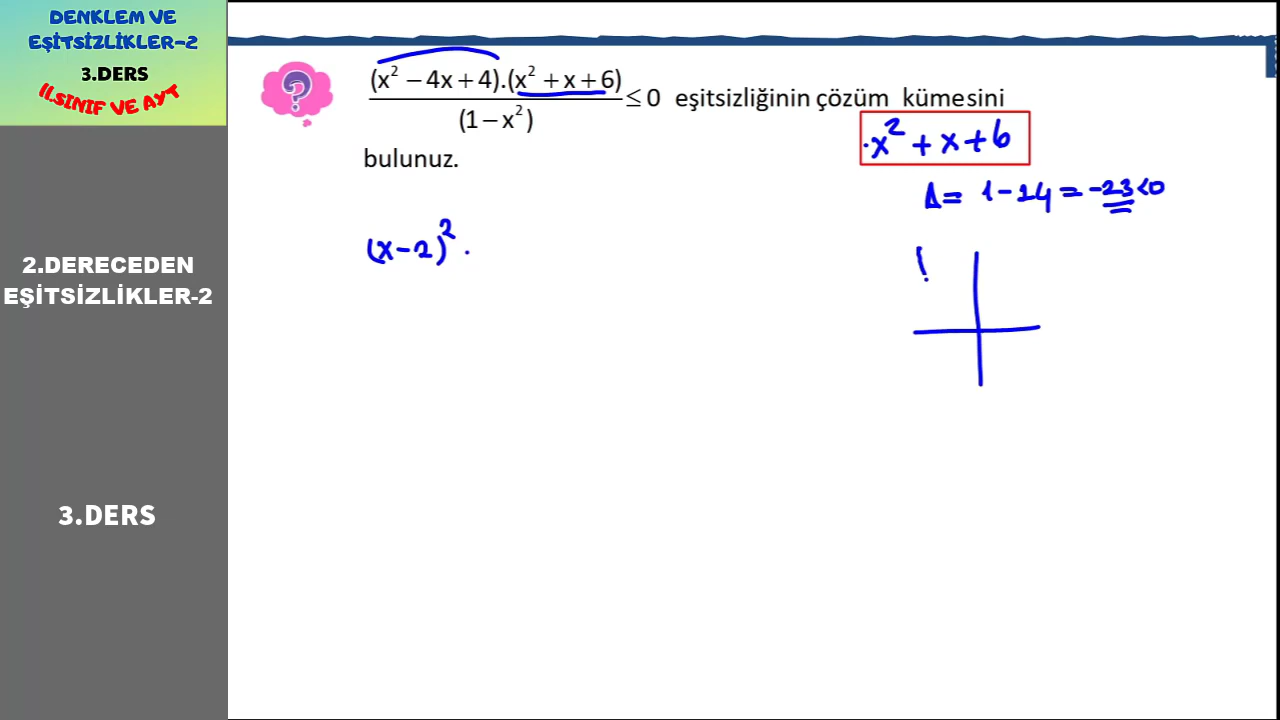 DENKLEM VE
EŞİTSİZLİKLER-2
3.DERS
11.SINIF VE AYT
2.DERECEDEN
EŞİTSİZLİKLER-2
3.DERS
(x² − 4x + 4).(x² + x + 6)
(1 − x²)
≤ 0 eşitsizliğinin çözüm kümesini
bulunuz.
x² + x + 6
Δ = 1 − 24 = −23 < 0
(x − 2)² .